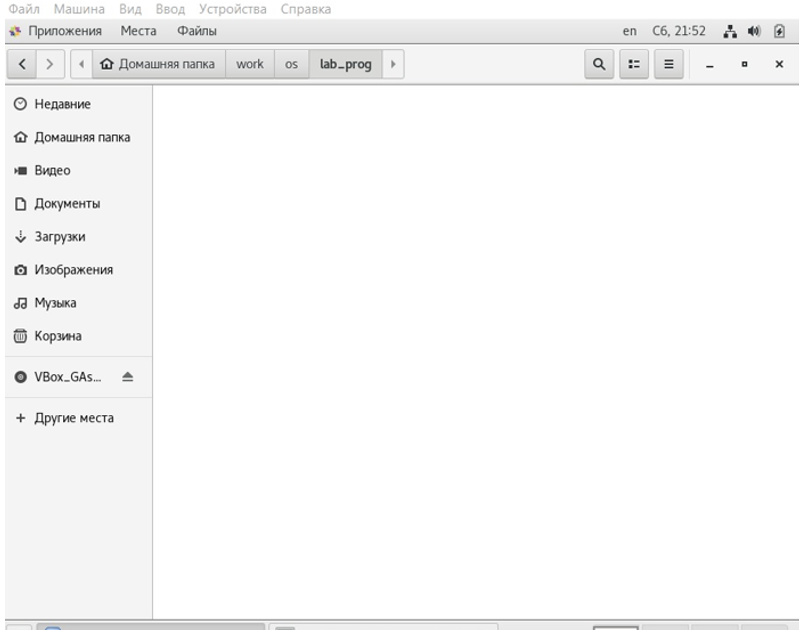 Файл Машина Вид Ввод Устройства Справка
Приложения Места Файлы en Сб, 21:52
Домашняя папка work os lab_prog
Недавние
Домашняя папка
Видео
Документы
Загрузки
Изображения
Музыка
Корзина
VBox_GAs...
Другие места